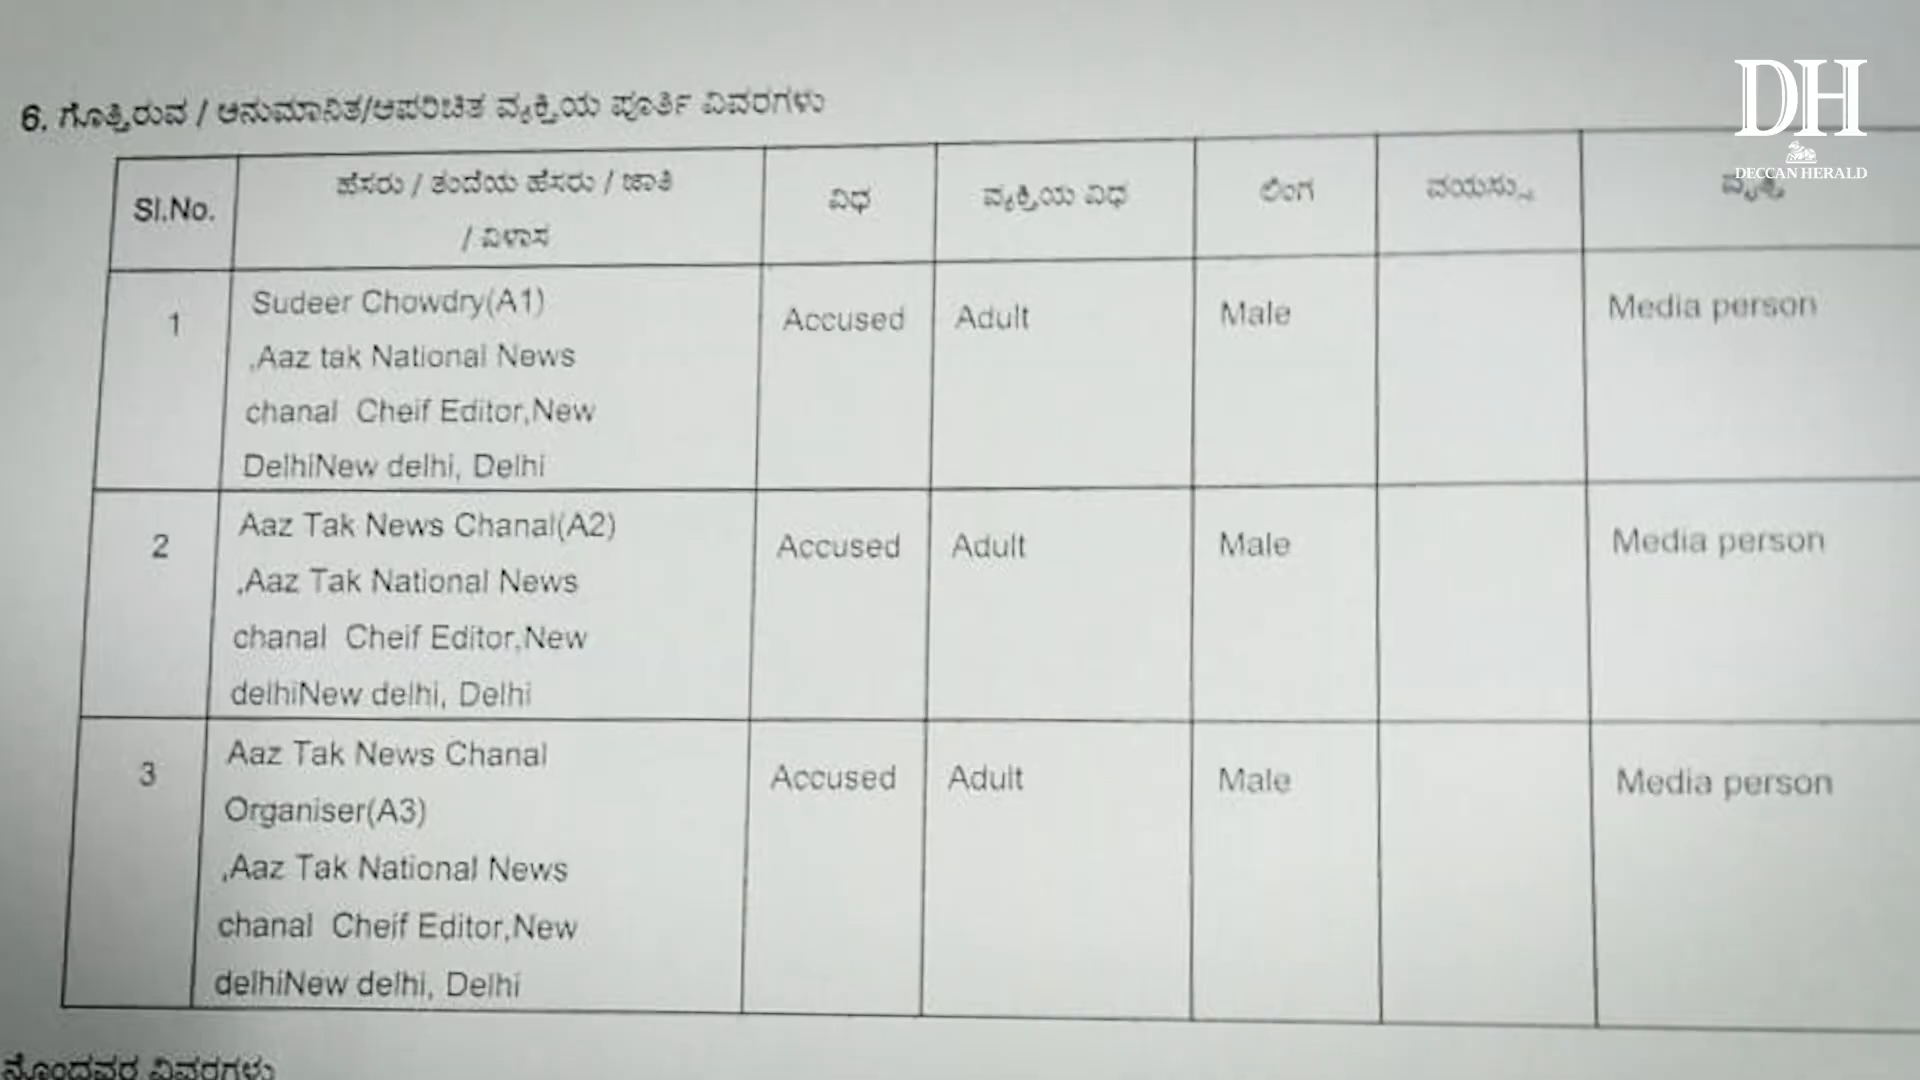 DH
DECCAN HERALD
6. ಗೊತ್ತಿರುವ / ಅನುಮಾನಿತ/ಅಪರಿಚಿತ ವ್ಯಕ್ತಿಯ ಪೂರ್ತಿ ವಿವರಗಳು
Sl.No.
ಹೆಸರು / ತಂದೆಯ ಹೆಸರು / ಜಾತಿ
/ ವಿಳಾಸ
ವಿಧ
ವ್ಯಕ್ತಿಯ ವಿಧ
ಲಿಂಗ
ವಯಸ್ಸು
ವೃತ್ತಿ
1
Sudeer Chowdry(A1)
,Aaz tak National News
chanal Cheif Editor,New
DelhiNew delhi, Delhi
Accused
Adult
Male
Media person
2
Aaz Tak News Chanal(A2)
,Aaz Tak National News
chanal Cheif Editor,New
delhiNew delhi, Delhi
Accused
Adult
Male
Media person
3
Aaz Tak News Chanal
Organiser(A3)
,Aaz Tak National News
chanal Cheif Editor,New
delhiNew delhi, Delhi
Accused
Adult
Male
Media person
ನೊಂದವರ ವಿವರಗಳು